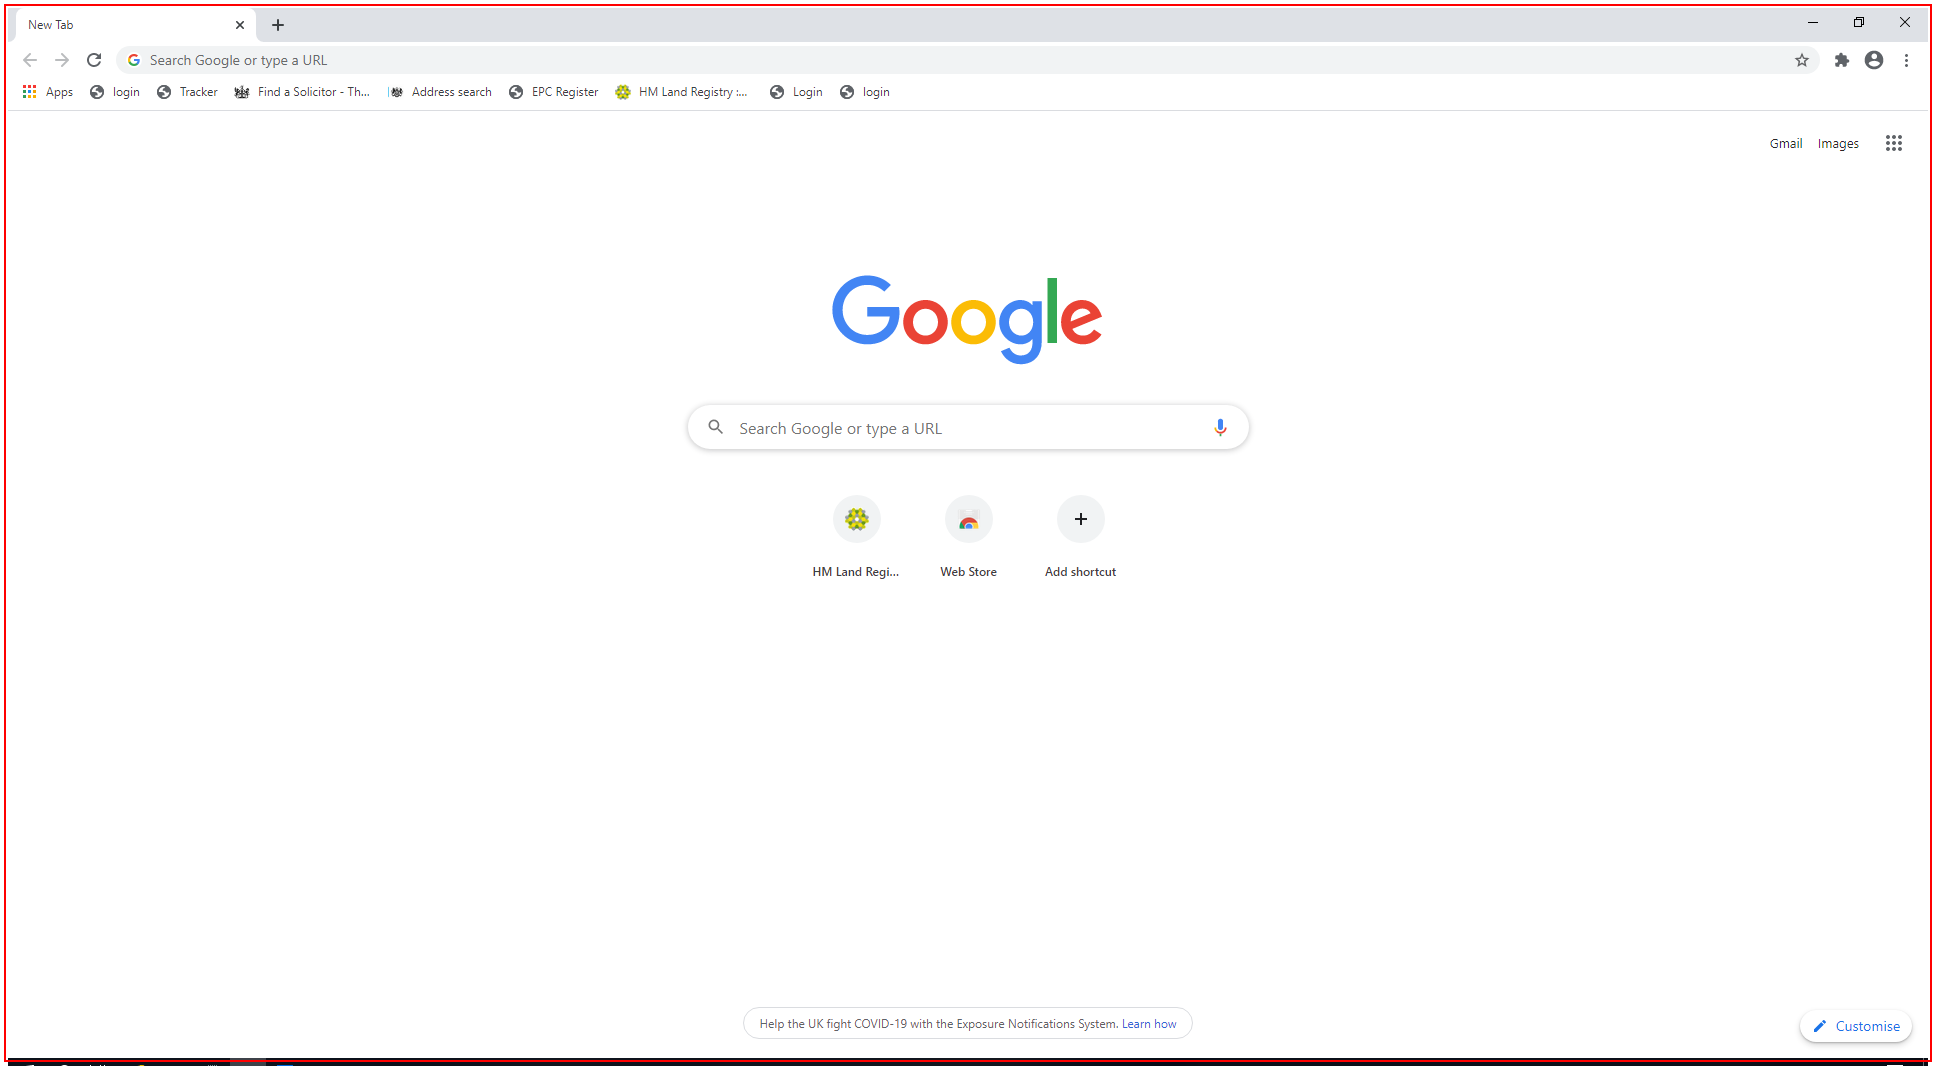 New Tab
Search Google or type a URL
Apps login Tracker Find a Solicitor - Th... Address search EPC Register HM Land Registry :... Login login
Gmail Images
Google
Search Google or type a URL
HM Land Regi... Web Store Add shortcut
Help the UK fight COVID-19 with the Exposure Notifications System. Learn how
Customise